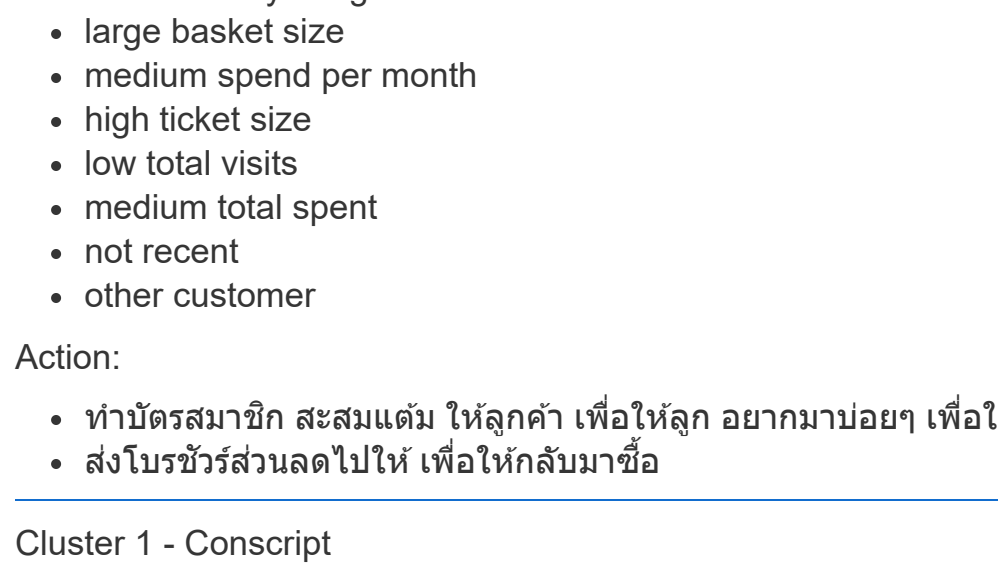 large basket size
medium spend per month
high ticket size
low total visits
medium total spent
not recent
other customer
Action:
ทำบัตรสมาชิก สะสมแต้ม ให้ลูกค้า เพื่อให้ลูก อยากมาบ่อยๆ
ส่งโบรชัวร์ส่วนลดไปให้ เพื่อให้กลับมาซื้อ
Cluster 1 - Conscript